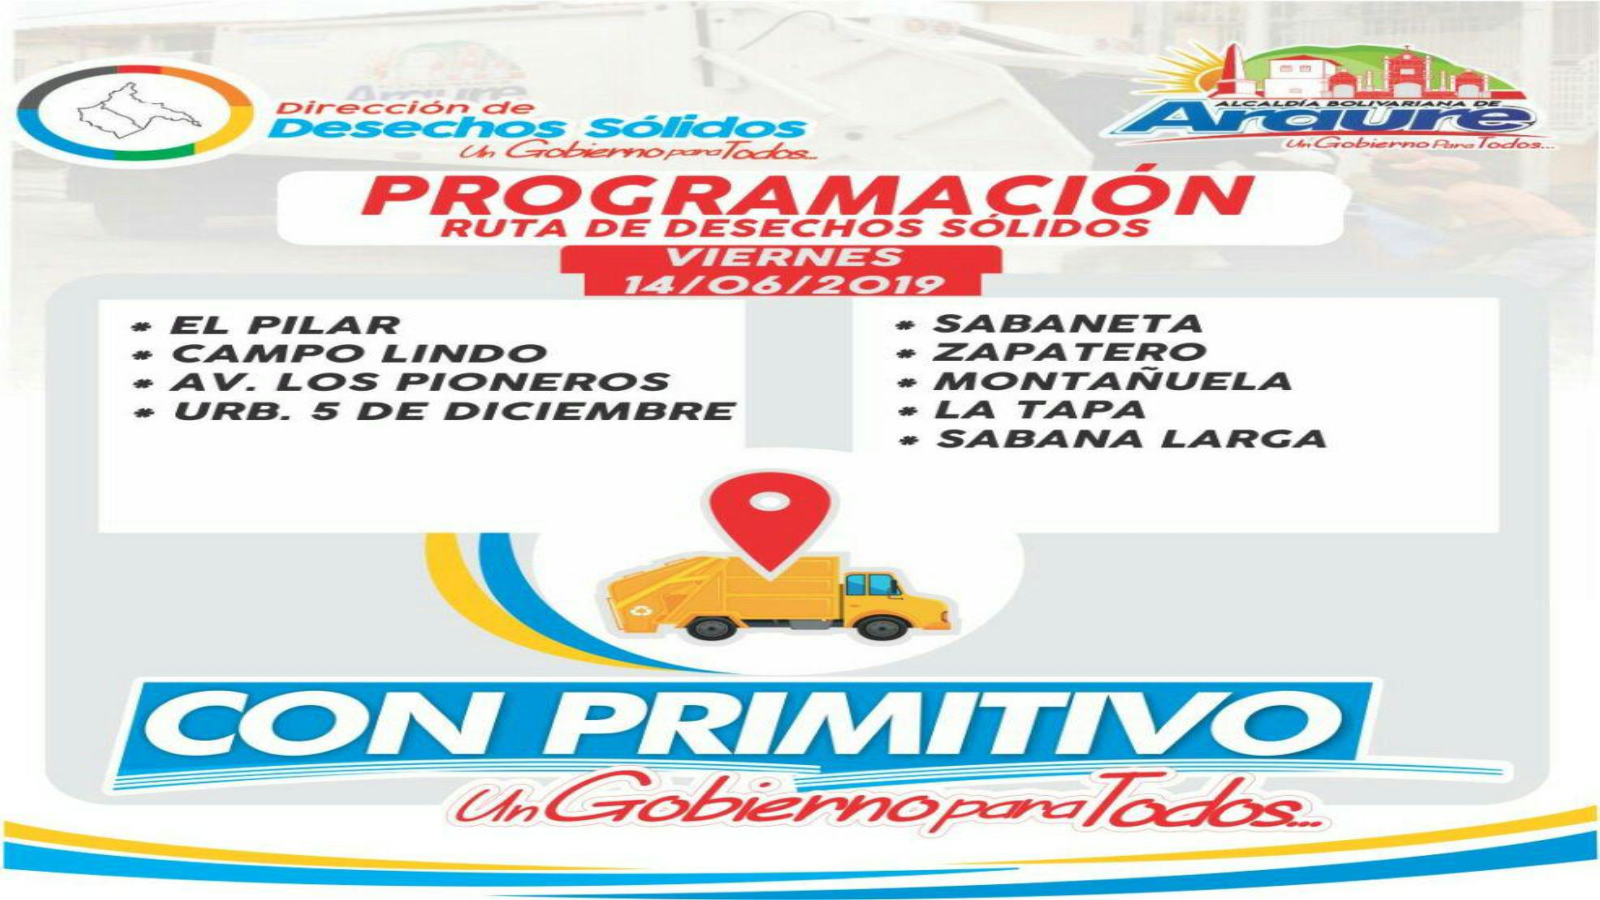 Dirección de
Desechos Sólidos
Un Gobierno para Todos...
ALCALDÍA BOLIVARIANA DE
Araure
Un Gobierno Para Todos...
Araure
PROGRAMACIÓN
RUTA DE DESECHOS SÓLIDOS
VIERNES
14/06/2019
* EL PILAR
* CAMPO LINDO
* AV. LOS PIONEROS
* URB. 5 DE DICIEMBRE
* SABANETA
* ZAPATERO
* MONTAÑUELA
* LA TAPA
* SABANA LARGA
CON PRIMITIVO
Un Gobierno para Todos...